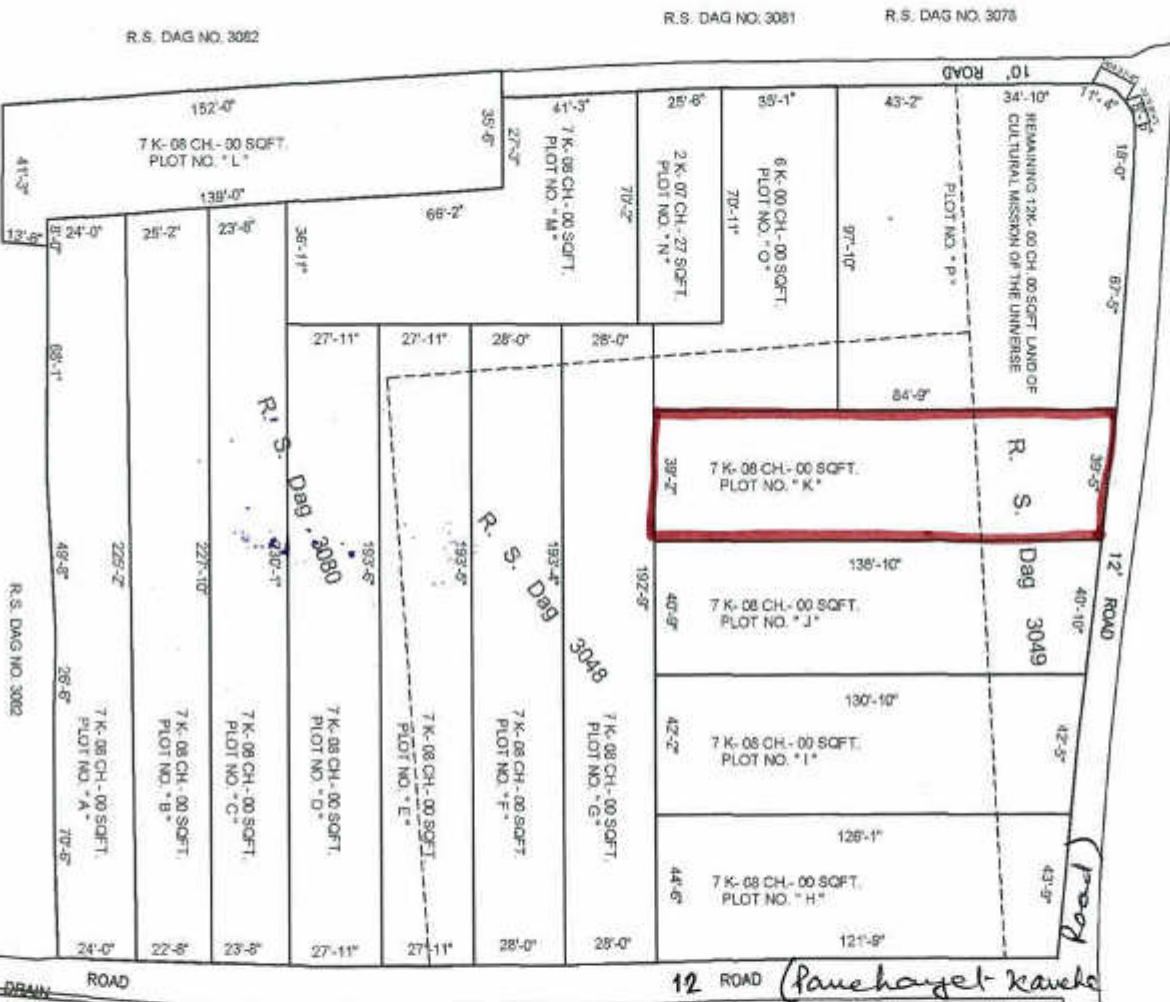 R.S. DAG NO. 3082
R.S. DAG NO. 3081
R.S. DAG NO. 3078
10' ROAD
152'-0"
7 K- 08 CH.- 00 SQFT.
PLOT NO. "L"
139'-0"
41'-3"
13'-6"
35'-6"
27'-3"
41'-3"
7 K- 08 CH.- 00 SQFT.
PLOT NO. "M"
66'-2"
36'-11"
70'-2"
25'-6"
2 K- 07 CH.- 27 SQFT.
PLOT NO. "N"
70'-11"
35'-1"
6 K- 00 CH.- 00 SQFT.
PLOT NO. "O"
97'-10"
43'-2"
PLOT NO. "P"
34'-10"
REMAINING 12K- 00 CH. 00 SQFT LAND OF
CULTURAL MISSION OF THE UNIVERSE
11'-4"
18'-0"
67'-5"
84'-9"
8'-0"
24'-0"
25'-2"
23'-8"
27'-11"
27'-11"
28'-0"
28'-0"
68'-1"
49'-8"
26'-6"
70'-6"
225'-2"
227'-10"
230'-1"
193'-6"
193'-5"
193'-4"
192'-9"
R. S. Dag . 3080
R. S. Dag 3048
R. S. Dag 3049
39'-2"
7 K- 08 CH.- 00 SQFT.
PLOT NO. "K"
39'-5"
12' ROAD
136'-10"
40'-9"
7 K- 08 CH.- 00 SQFT.
PLOT NO. "J"
40'-10"
130'-10"
42'-2"
7 K- 08 CH.- 00 SQFT.
PLOT NO. "I"
42'-5"
126'-1"
44'-6"
7 K- 08 CH.- 00 SQFT.
PLOT NO. "H"
43'-9"
121'-9"
R.S. DAG NO. 3082
7 K- 08 CH.- 00 SQFT.
PLOT NO. "A"
7 K- 08 CH.- 00 SQFT.
PLOT NO. "B"
7 K- 08 CH.- 00 SQFT.
PLOT NO. "C"
7 K- 08 CH.- 00 SQFT.
PLOT NO. "D"
7 K- 08 CH.- 00 SQFT.
PLOT NO. "E"
7 K- 08 CH.- 00 SQFT.
PLOT NO. "F"
7 K- 08 CH.- 00 SQFT.
PLOT NO. "G"
24'-0"
22'-8"
23'-8"
27'-11"
27'-11"
28'-0"
28'-0"
DRAIN
ROAD
12 ROAD (Panchayet Kancha
Road)